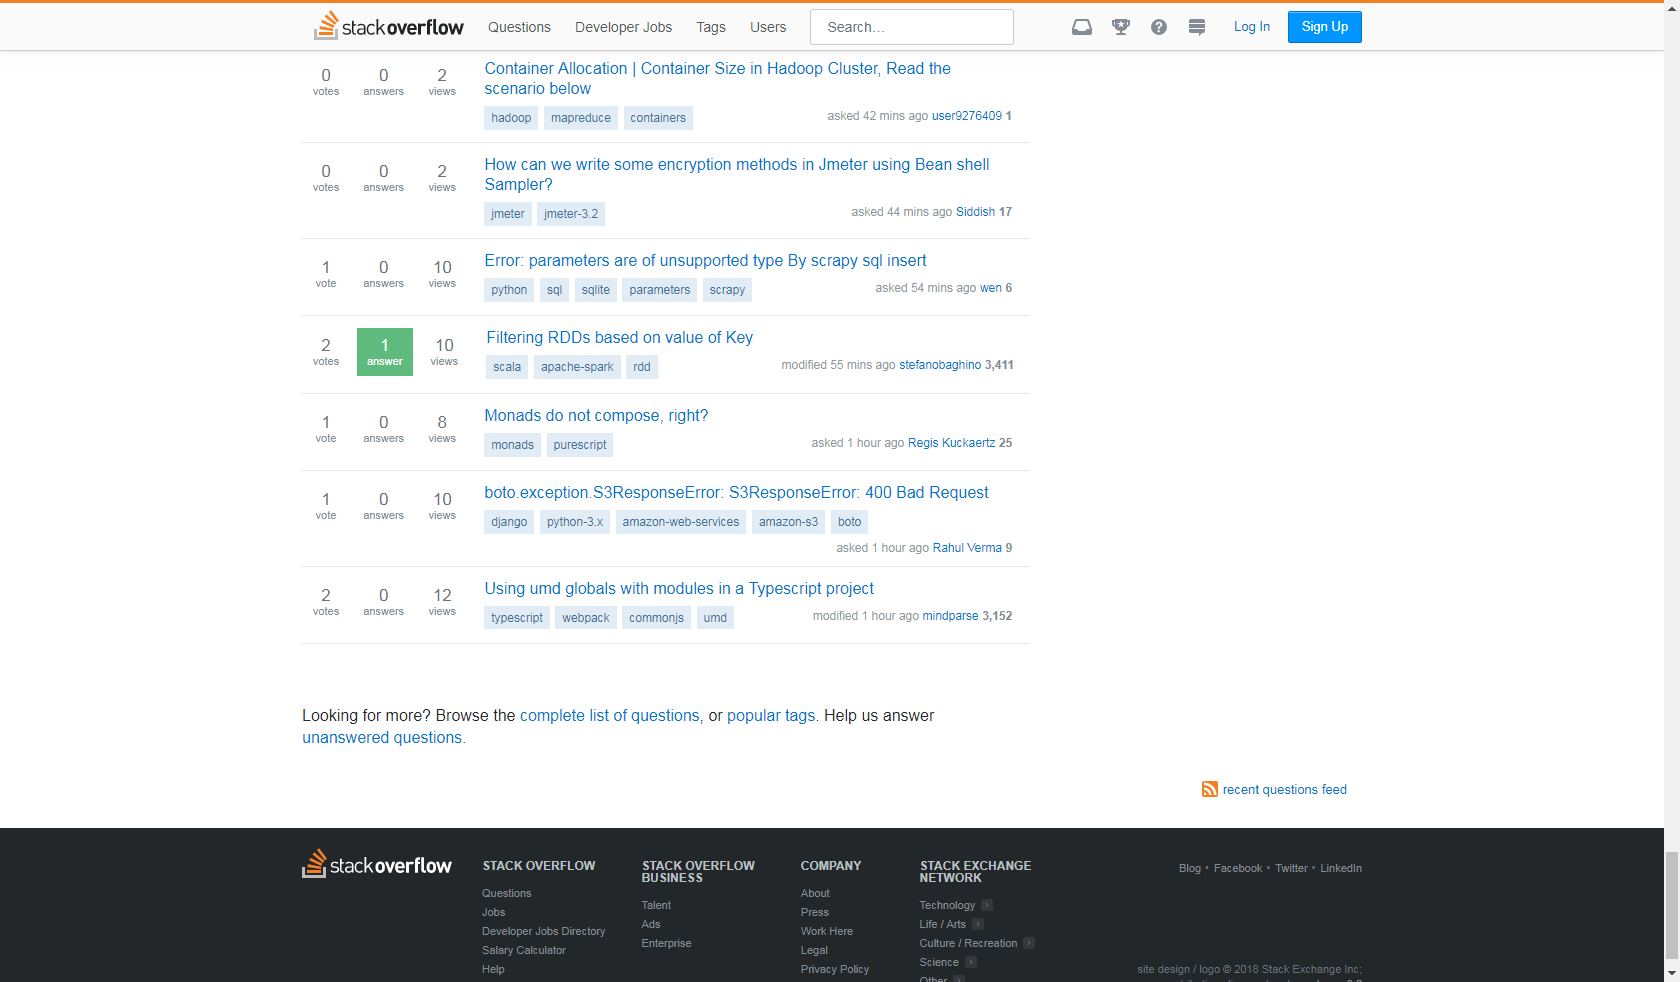 stackoverflow Questions Developer Jobs Tags Users Search... Log In Sign Up
0 votes 0 answers 2 views
Container Allocation | Container Size in Hadoop Cluster, Read the
scenario below
hadoop mapreduce containers
asked 42 mins ago user9276409 1
0 votes 0 answers 2 views
How can we write some encryption methods in Jmeter using Bean shell
Sampler?
jmeter jmeter-3.2
asked 44 mins ago Siddish 17
1 vote 0 answers 10 views
Error: parameters are of unsupported type By scrapy sql insert
python sql sqlite parameters scrapy
asked 54 mins ago wen 6
2 votes 1 answer 10 views
Filtering RDDs based on value of Key
scala apache-spark rdd
modified 55 mins ago stefanobaghino 3,411
1 vote 0 answers 8 views
Monads do not compose, right?
monads purescript
asked 1 hour ago Regis Kuckaertz 25
1 vote 0 answers 10 views
boto.exception.S3ResponseError: S3ResponseError: 400 Bad Request
django python-3.x amazon-web-services amazon-s3 boto
asked 1 hour ago Rahul Verma 9
2 votes 0 answers 12 views
Using umd globals with modules in a Typescript project
typescript webpack commonjs umd
modified 1 hour ago mindparse 3,152
Looking for more? Browse the complete list of questions, or popular tags. Help us answer
unanswered questions.
recent questions feed
stackoverflow
STACK OVERFLOW
Questions
Jobs
Developer Jobs Directory
Salary Calculator
Help
STACK OVERFLOW
BUSINESS
Talent
Ads
Enterprise
COMPANY
About
Press
Work Here
Legal
Privacy Policy
STACK EXCHANGE
NETWORK
Technology
Life / Arts
Culture / Recreation
Science
Other
Blog • Facebook • Twitter • LinkedIn
site design / logo © 2018 Stack Exchange Inc;